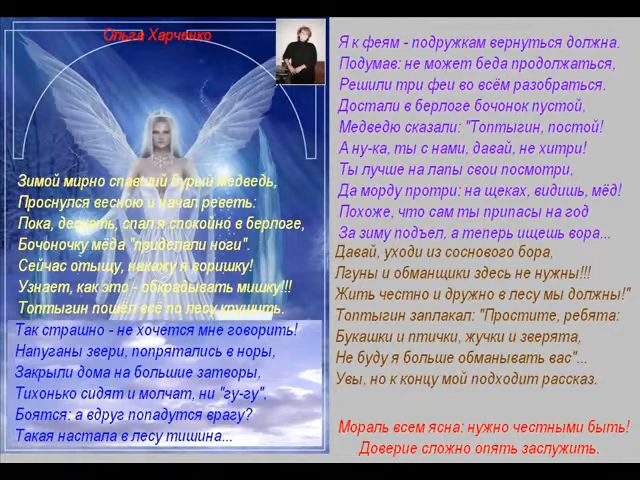 Ольга Харченко
Зимой мирно спавший бурый медведь,
Проснулся весною и начал реветь:
Пока, дескать, спал я спокойно в берлоге,
Бочоночку мёда "приделали ноги".
Сейчас отыщу, накажу я воришку!
Узнает, как это - обкрадывать мишку!!!
Топтыгин пошёл всё по лесу крушить.
Так страшно - не хочется мне говорить!
Напуганы звери, попрятались в норы,
Закрыли дома на большие затворы,
Тихонько сидят и молчат, ни "гу-гу".
Боятся: а вдруг попадутся врагу?
Такая настала в лесу тишина...
Я к феям - подружкам вернуться должна.
Подумав: не может беда продолжаться,
Решили три феи во всём разобраться.
Достали в берлоге бочонок пустой,
Медведю сказали: "Топтыгин, постой!
А ну-ка, ты с нами, давай, не хитри!
Ты лучше на лапы свои посмотри,
Да морду протри: на щеках, видишь, мёд!
Похоже, что сам ты припасы на год
За зиму подъел, а теперь ищешь вора...
Давай, уходи из соснового бора,
Лгуны и обманщики здесь не нужны!!!
Жить честно и дружно в лесу мы должны!"
Топтыгин заплакал: "Простите, ребята:
Букашки и птички, жучки и зверята,
Не буду я больше обманывать вас"...
Увы, но к концу мой подходит рассказ.
Мораль всем ясна: нужно честными быть!
Доверие сложно опять заслужить.